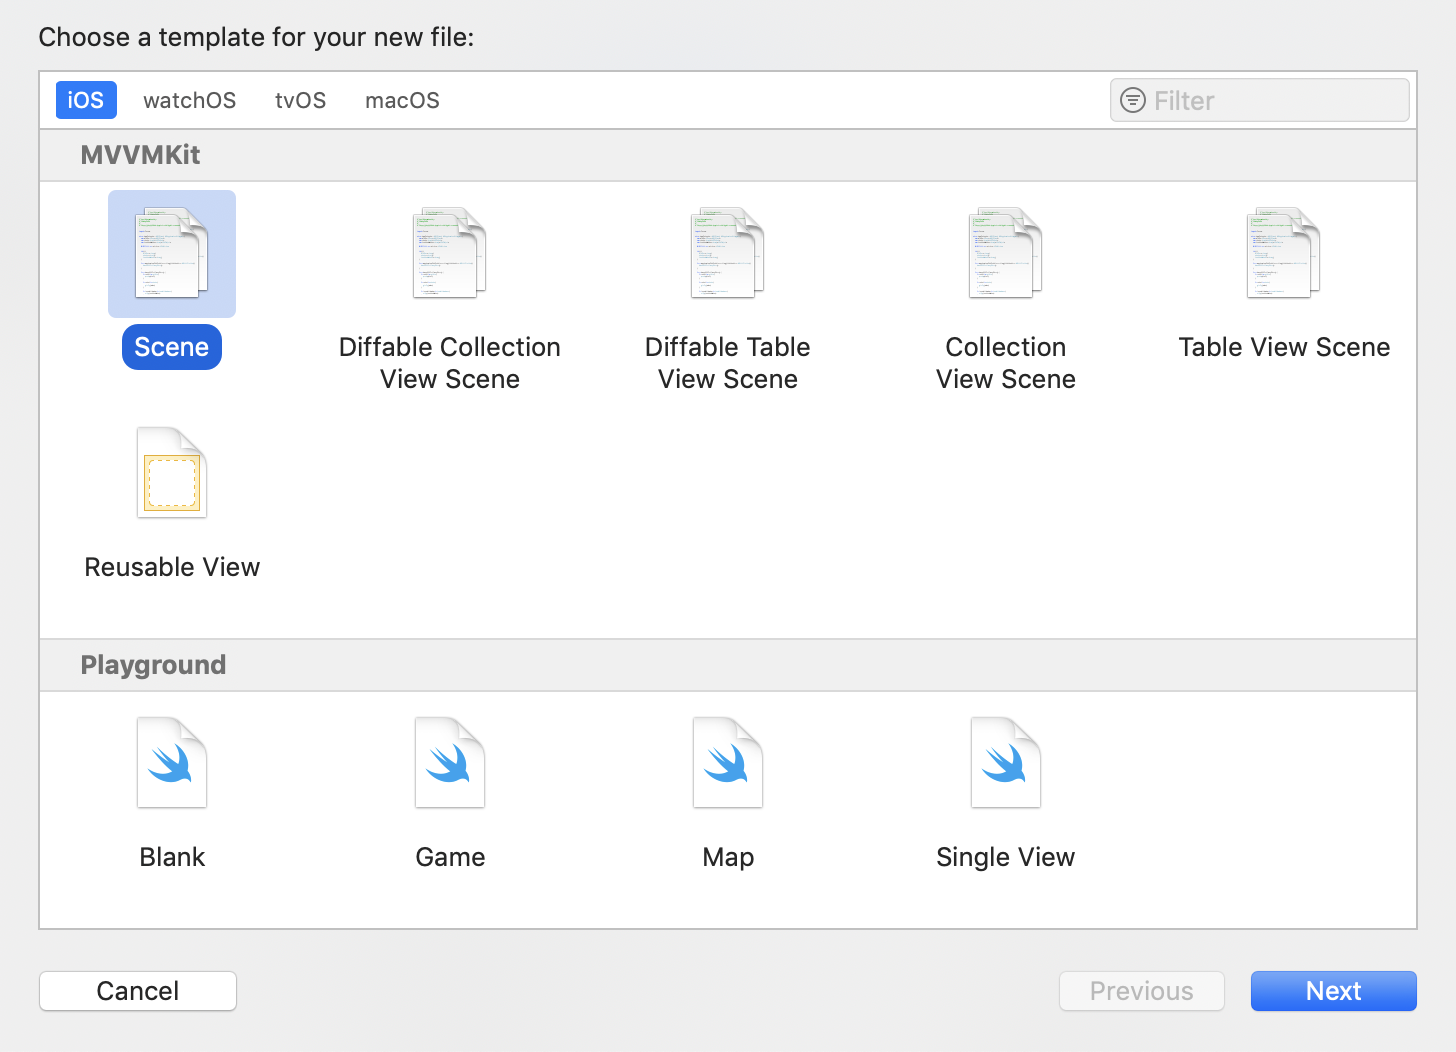 Choose a template for your new file:
iOS watchOS tvOS macOS Filter
MVVMKit
Scene
Diffable Collection
View Scene
Diffable Table
View Scene
Collection
View Scene
Table View Scene
Reusable View
Playground
Blank
Game
Map
Single View
Cancel
Previous
Next